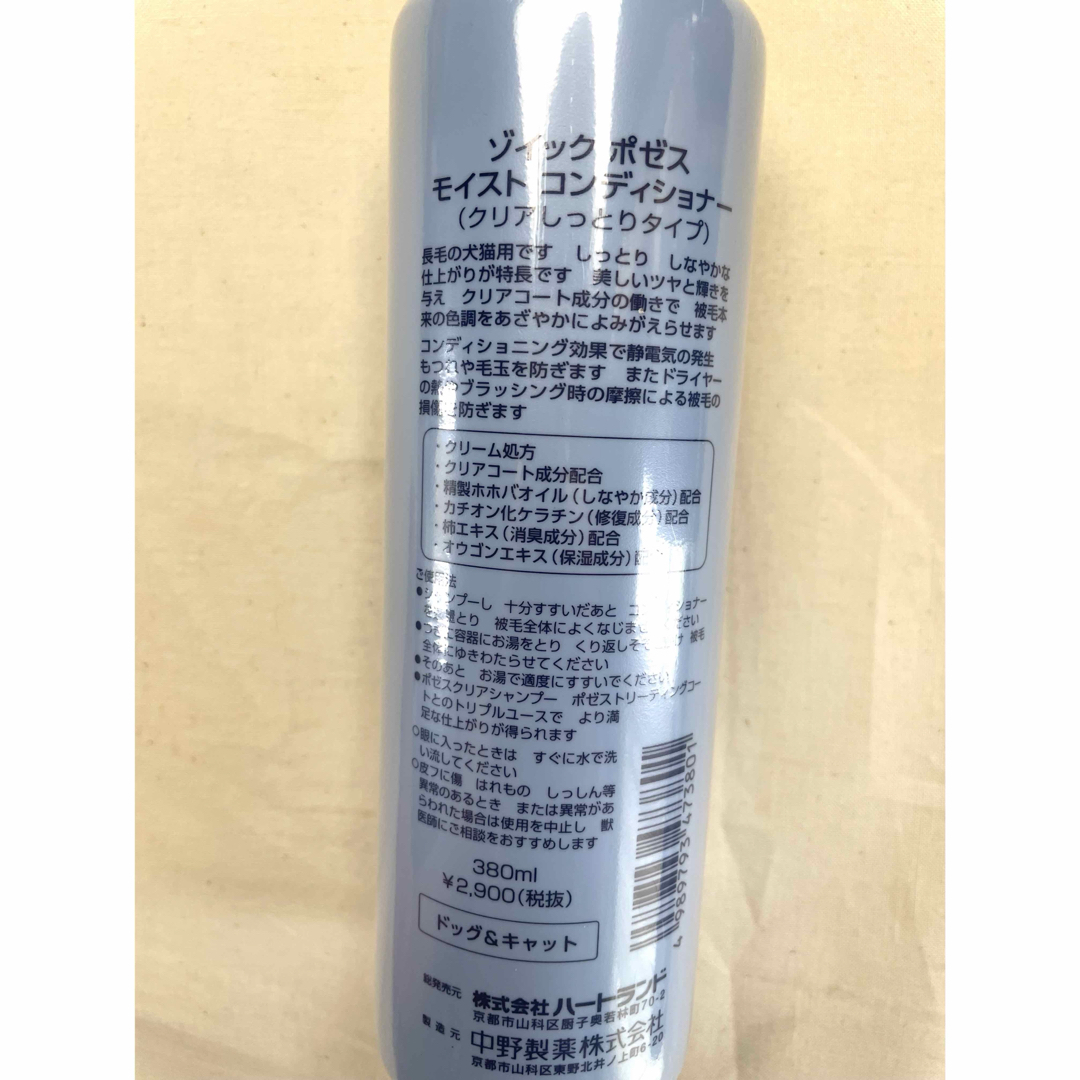 ゾイック ポゼス
モイスト コンディショナー
(クリアしっとりタイプ)
長毛の犬猫用です　しっとり　しなやかな
仕上がりが特長です　美しいツヤと輝きを
与え　クリアコート成分の働きで　被毛本
来の色調をあざやかによみがえらせます
コンディショニング効果で静電気の発生
もつれや毛玉を防ぎます　またドライヤー
の熱やブラッシング時の摩擦による被毛の
損傷を防ぎます
・クリーム処方
・クリアコート成分配合
・精製ホホバオイル(しなやか成分)配合
・カチオン化ケラチン(修復成分)配合
・柿エキス(消臭成分)配合
・オウゴンエキス(保湿成分)配合
ご使用法
●シャンプーし　十分すすいだあと　コンディショナー
とり　被毛全体によくなじませください
●つぎに容器にお湯をとり　くり返し　被毛
全体にゆきわたらせてください
●そのあと　お湯で適度にすすいでください
●ポゼスクリアシャンプー　ポゼストリーティングコー
トとのトリプルユースで　より満
足な仕上がりが得られます
○眼に入ったときは　すぐに水で洗
い流してください
○皮フに傷　はれもの　しっしん等
異常のあるとき　または異常があ
らわれた場合は使用を中止し　獣
医師にご相談をおすすめします
380ml
￥2,900(税抜)
ドッグ＆キャット
4 989793 473801
総発売元 株式会社 ハートランド
京都市山科区厨子奥若林町70-2
製造元 中野製薬株式会社
京都市山科区東野北井ノ上町6-20